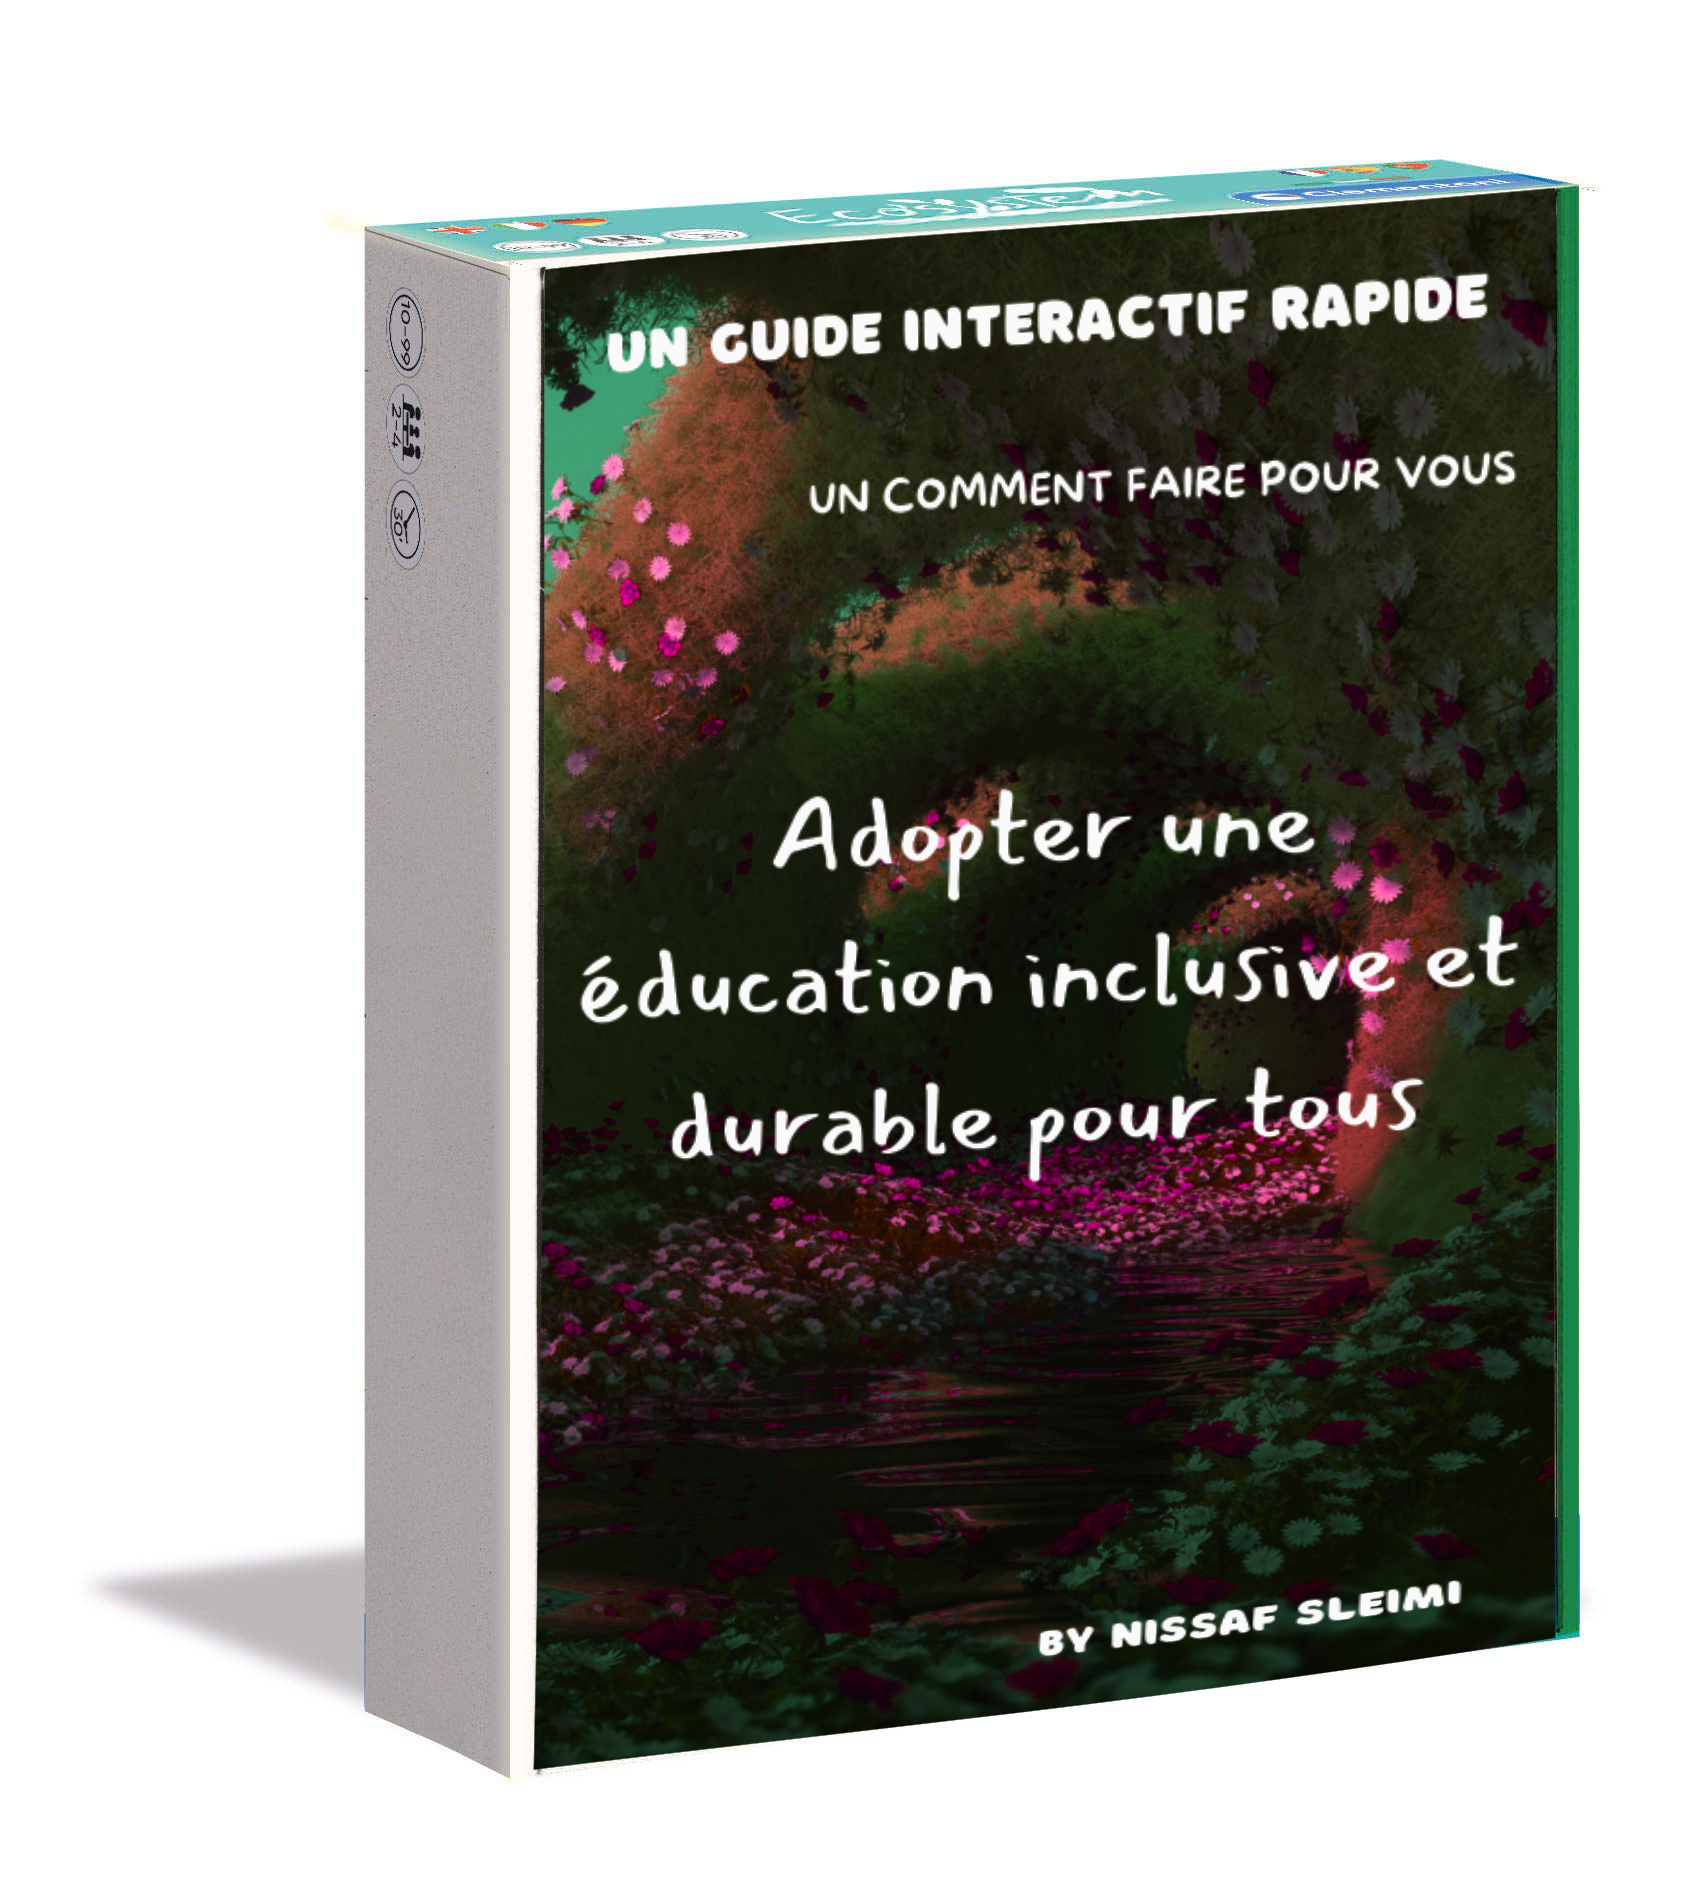 Ecosystem
Clementoni
10-99
2-4
30'
UN GUIDE INTERACTIF RAPIDE
UN COMMENT FAIRE POUR VOUS
Adopter une
éducation inclusive et
durable pour tous
BY NISSAF SLEIMI